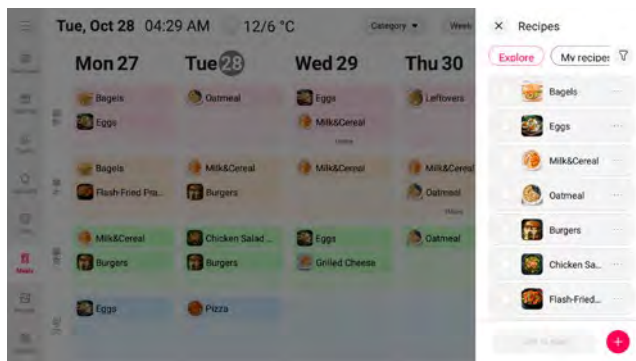 Tue, Oct 28 04:29 AM 12/6 °C
Category
Week
Mon 27
Tue 28
Wed 29
Thu 30
Bagels
Oatmeal
Eggs
Leftovers
Eggs
Milk&Cereal
Bagels
Milk&Cereal
Milk&Cereal
Milk&Cereal
Flash-Fried Pra...
Burgers
Oatmeal
Milk&Cereal
Chicken Salad ...
Eggs
Oatmeal
Burgers
Burgers
Grilled Cheese
Eggs
Pizza
Meals
Recipes
Explore
My recipes
Bagels
Eggs
Milk&Cereal
Oatmeal
Burgers
Chicken Sa...
Flash-Fried...